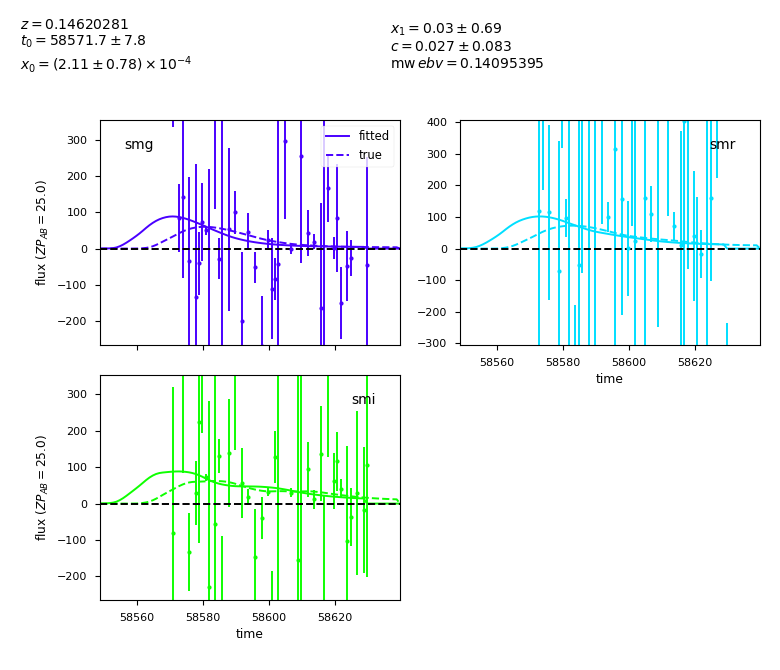 z = 0.14620281
t₀ = 58571.7 ± 7.8
x₀ = (2.11 ± 0.78) × 10⁻⁴
x₁ = 0.03 ± 0.69
c = 0.027 ± 0.083
mw ebv = 0.14095395
smg
fitted
true
300
200
100
0
−100
−200
flux (ZP_AB = 25.0)
smr
400
300
200
100
0
−100
−200
−300
58560
58580
58600
58620
time
smi
300
200
100
0
−100
−200
flux (ZP_AB = 25.0)
58560
58580
58600
58620
time